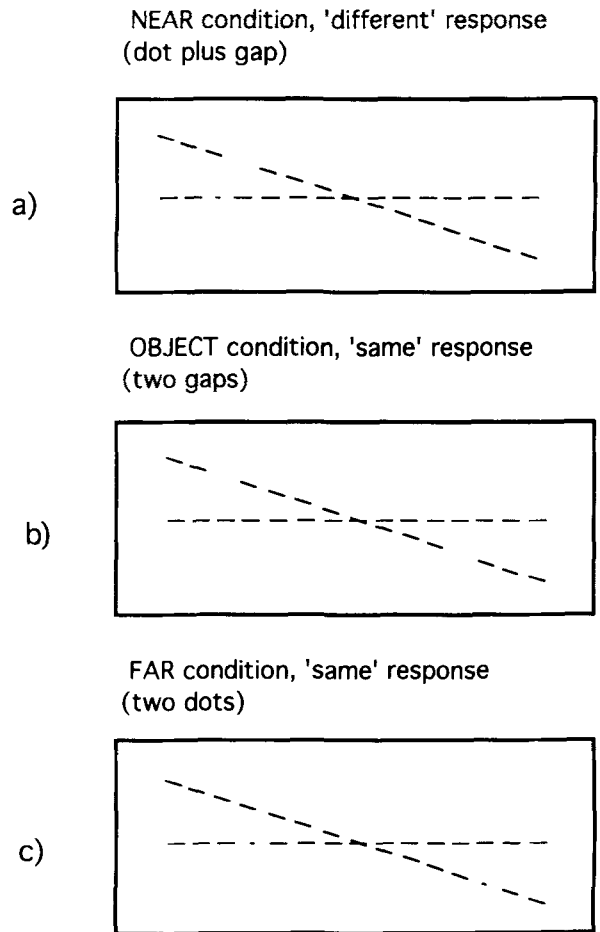 NEAR condition, 'different' response
(dot plus gap)
a)
OBJECT condition, 'same' response
(two gaps)
b)
FAR condition, 'same' response
(two dots)
c)